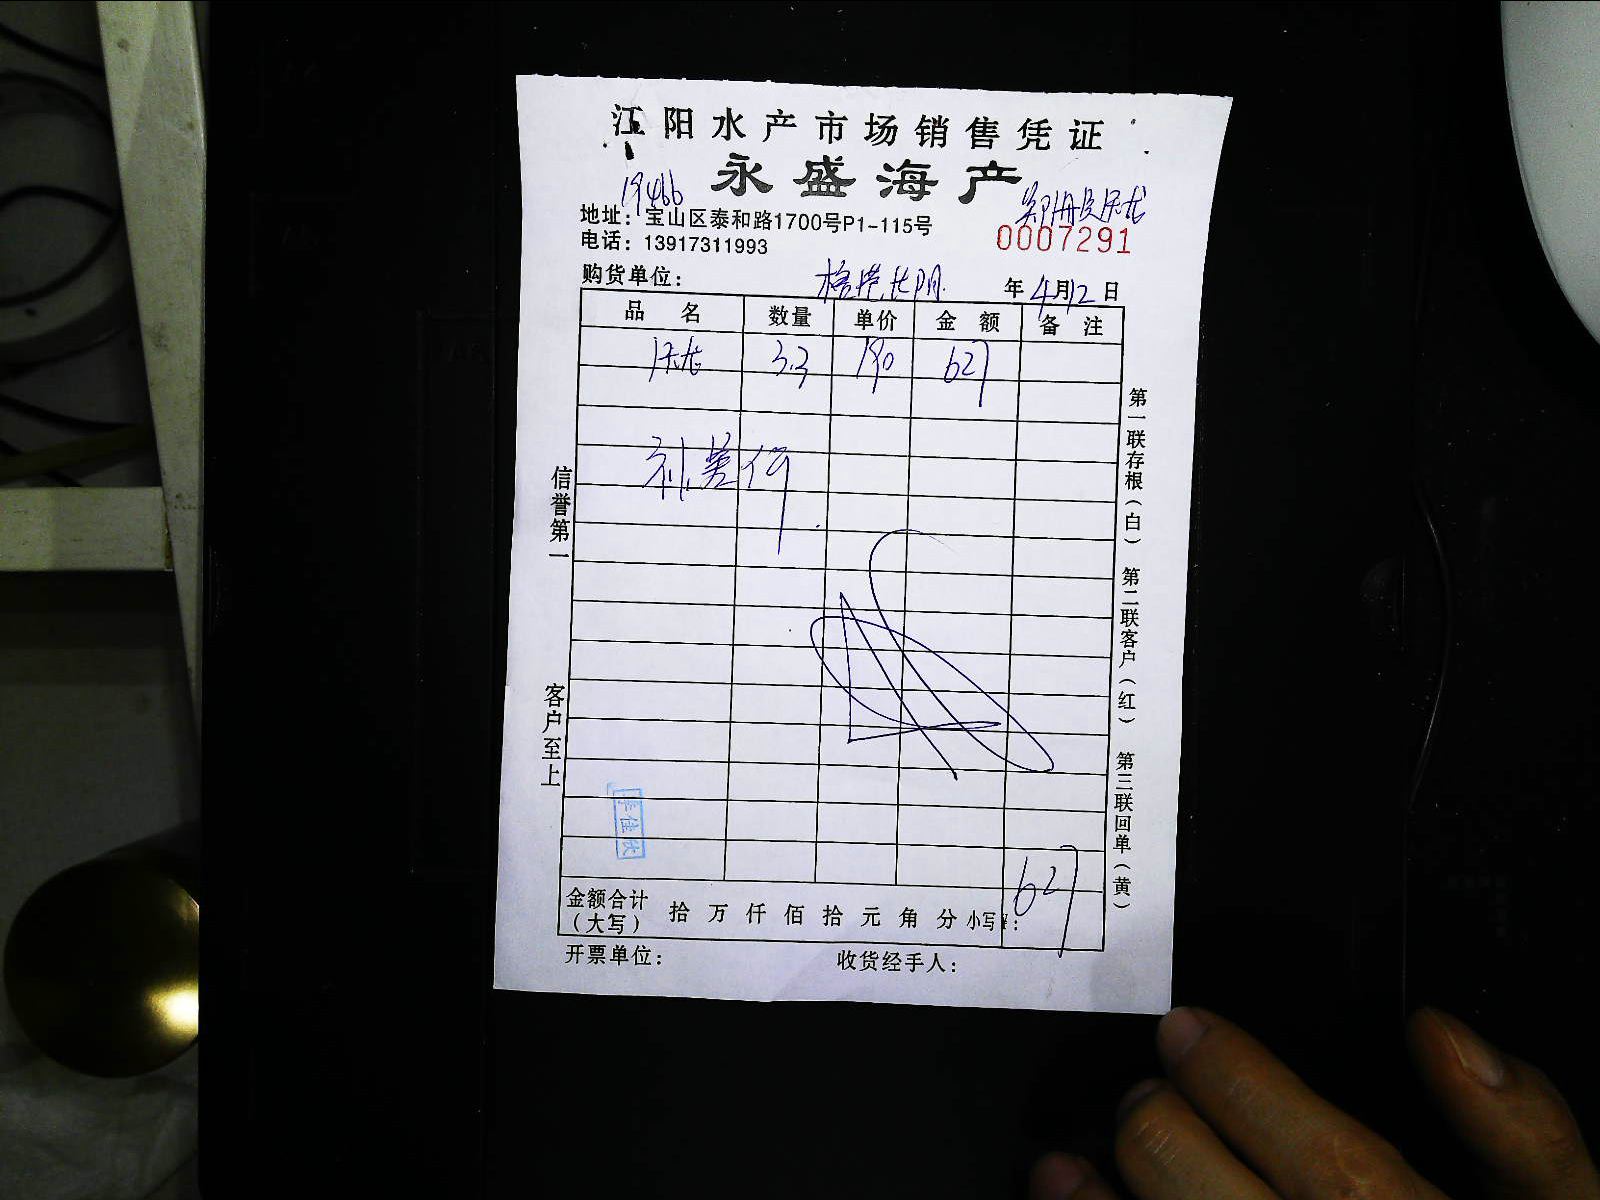 江阳水产市场销售凭证
永盛海产
19466
地址：宝山区泰和路1700号P1-115号
电话：13917311993
0007291
购货单位： 年4月12日
品名 数量 单价 金额 备注
3.3 190 627
补差价
信誉第一 客户至上
第一联存根（白） 第二联客户（红） 第三联回单（黄）
金额合计（大写） 拾万仟佰拾元角分 小写¥：627
开票单位： 收货经手人：